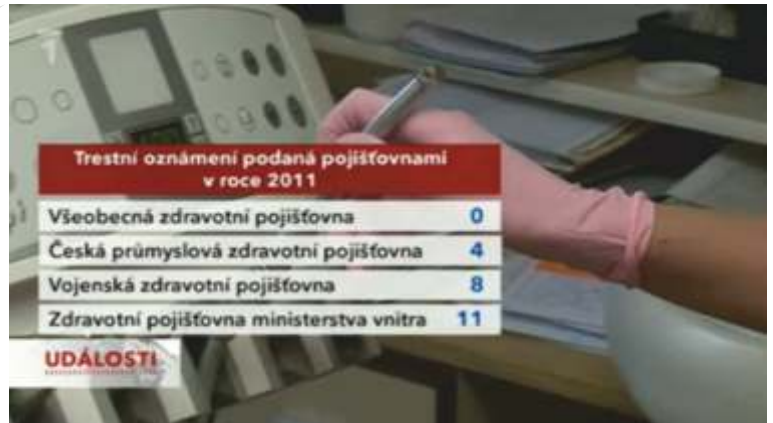 Trestní oznámení podaná pojišťovnami
v roce 2011
Všeobecná zdravotní pojišťovna 0
Česká průmyslová zdravotní pojišťovna 4
Vojenská zdravotní pojišťovna 8
Zdravotní pojišťovna ministerstva vnitra 11
UDÁLOSTI